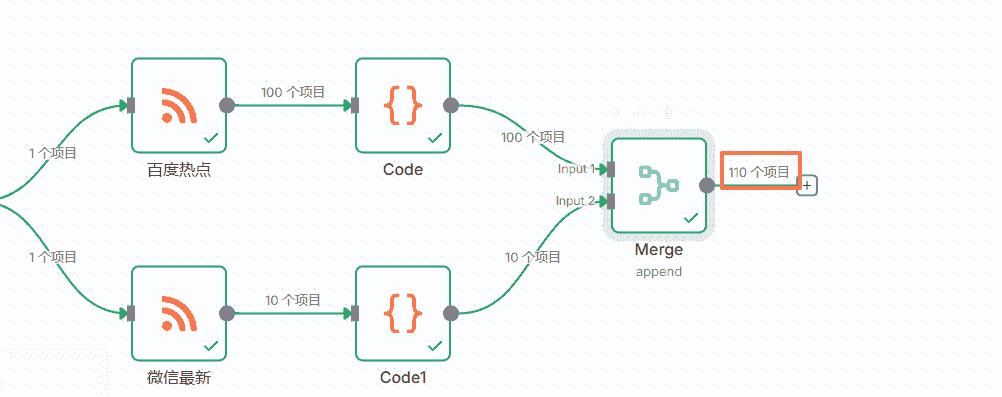 1 个项目
百度热点
100 个项目
{}
Code
100 个项目
Input 1
Input 2
Merge
append
110 个项目
+
1 个项目
微信最新
10 个项目
{}
Code1
10 个项目